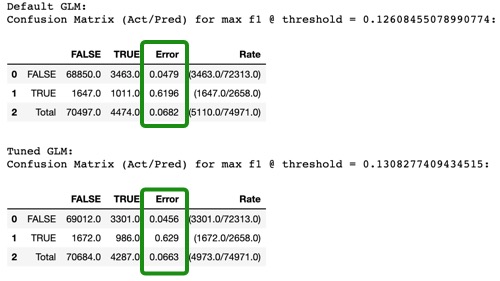 Default GLM:
Confusion Matrix (Act/Pred) for max f1 @ threshold = 0.12608455078990774:
FALSE TRUE Error Rate
0 FALSE 68850.0 3463.0 0.0479 (3463.0/72313.0)
1 TRUE 1647.0 1011.0 0.6196 (1647.0/2658.0)
2 Total 70497.0 4474.0 0.0682 (5110.0/74971.0)
Tuned GLM:
Confusion Matrix (Act/Pred) for max f1 @ threshold = 0.1308277409434515:
FALSE TRUE Error Rate
0 FALSE 69012.0 3301.0 0.0456 (3301.0/72313.0)
1 TRUE 1672.0 986.0 0.629 (1672.0/2658.0)
2 Total 70684.0 4287.0 0.0663 (4973.0/74971.0)